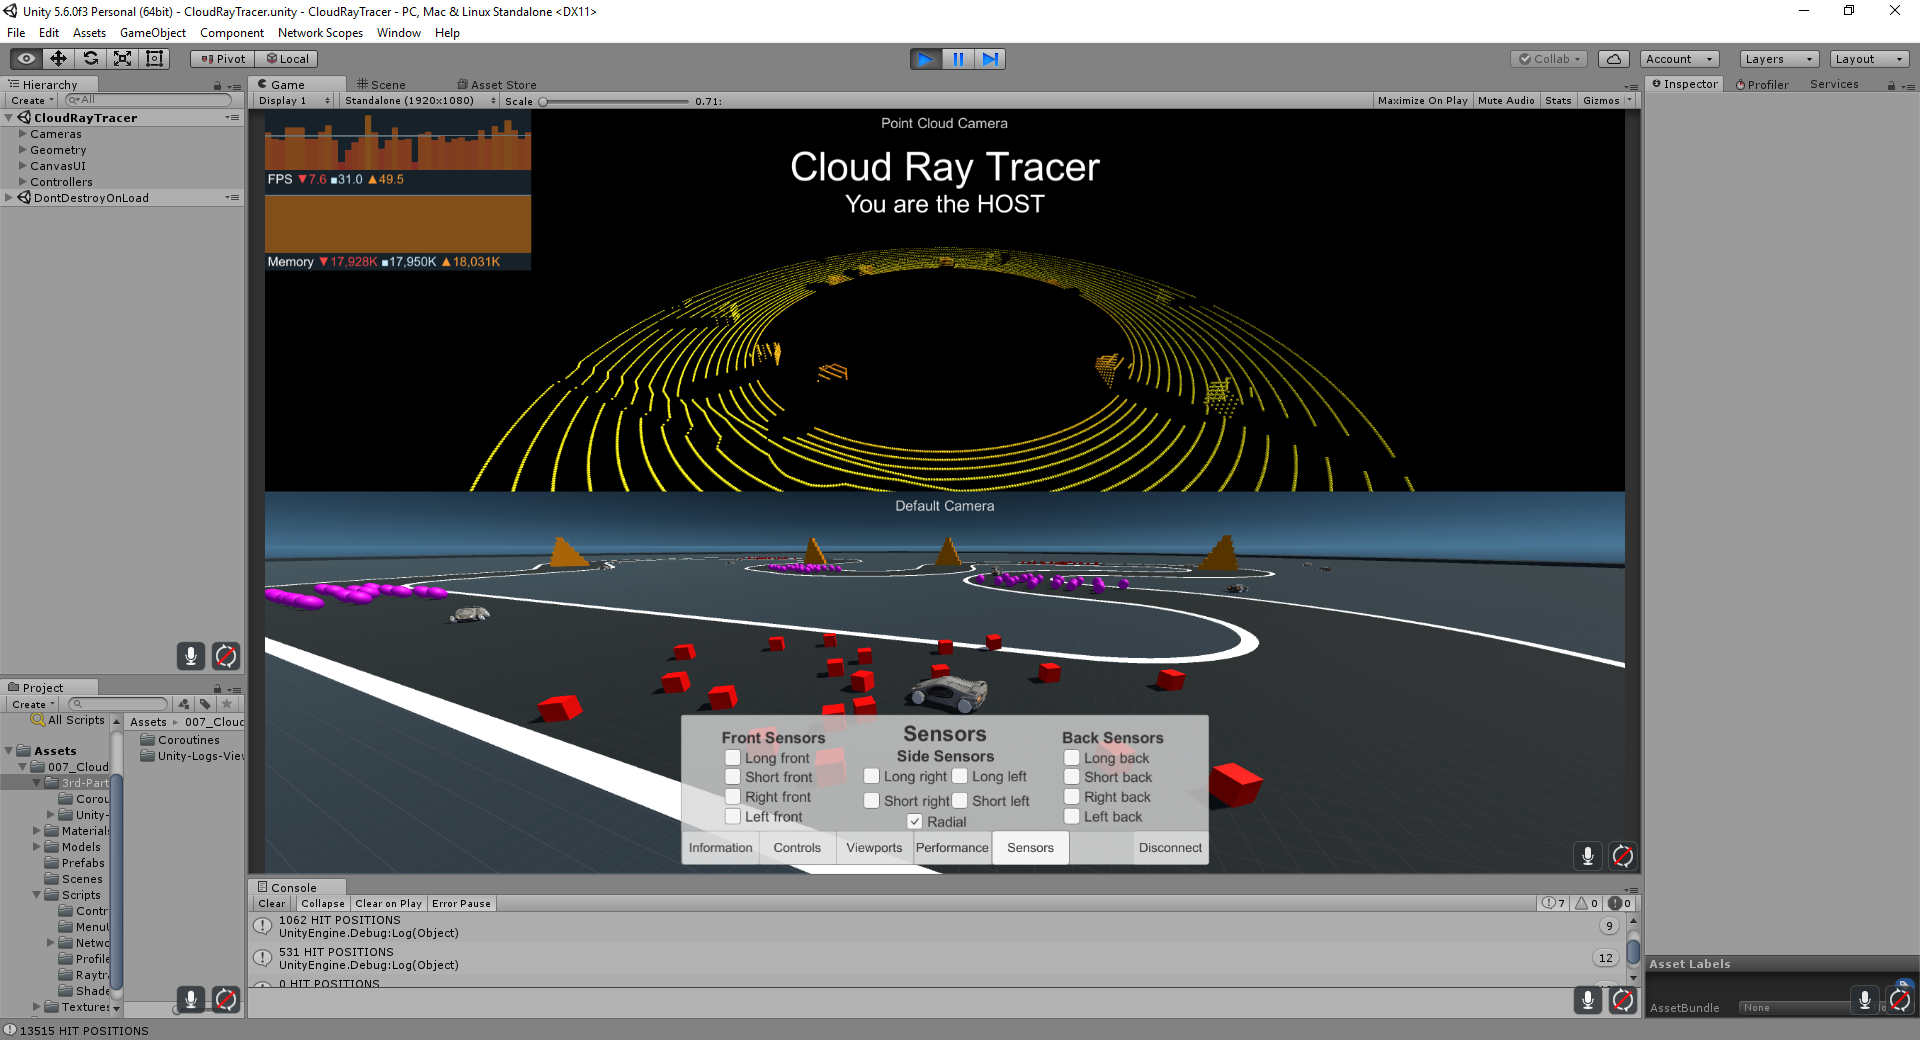 Unity 5.6.0f3 Personal (64bit) - CloudRayTracer.unity - CloudRayTracer - PC, Mac & Linux Standalone <DX11>
File Edit Assets GameObject Component Network Scopes Window Help
Pivot Local Collab Account Layers Layout
Hierarchy
Create All
CloudRayTracer
Cameras
Geometry
CanvasUI
Controllers
DontDestroyOnLoad
Game Scene Asset Store
Display 1 Standalone (1920x1080) Scale 0.71: Maximize On Play Mute Audio Stats Gizmos
Inspector Profiler Services
Point Cloud Camera
Cloud Ray Tracer
You are the HOST
FPS ▼7.6 ■31.0 ▲49.5
Memory ▼17,928K ■17,950K ▲18,031K
Default Camera
Sensors
Front Sensors
Long front
Short front
Right front
Left front
Side Sensors
Long right Long left
Short right Short left
✓ Radial
Back Sensors
Long back
Short back
Right back
Left back
Information Controls Viewports Performance Sensors Disconnect
Project
Create
All Scripts
Assets
007_Cloud
3rd-Part
Corou
Unity-
Materials
Models
Prefabs
Scenes
Scripts
Contr
MenuU
Netwo
Profile
Raytra
Shade
Textures
Assets ▸ 007_Cloud
Coroutines
Unity-Logs-View
Console
Clear Collapse Clear on Play Error Pause 7 0 0
1062 HIT POSITIONS
UnityEngine.Debug:Log(Object)
9
531 HIT POSITIONS
UnityEngine.Debug:Log(Object)
12
0 HIT POSITIONS
Asset Labels
AssetBundle None
13515 HIT POSITIONS